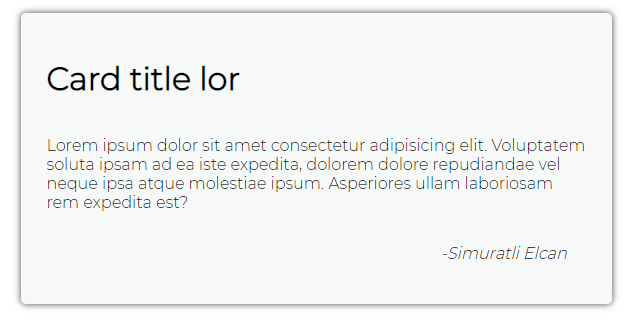 Card title lor
Lorem ipsum dolor sit amet consectetur adipisicing elit. Voluptatem
soluta ipsam ad ea iste expedita, dolorem dolore repudiandae vel
neque ipsa atque molestiae ipsum. Asperiores ullam laboriosam
rem expedita est?
-Simuratli Elcan